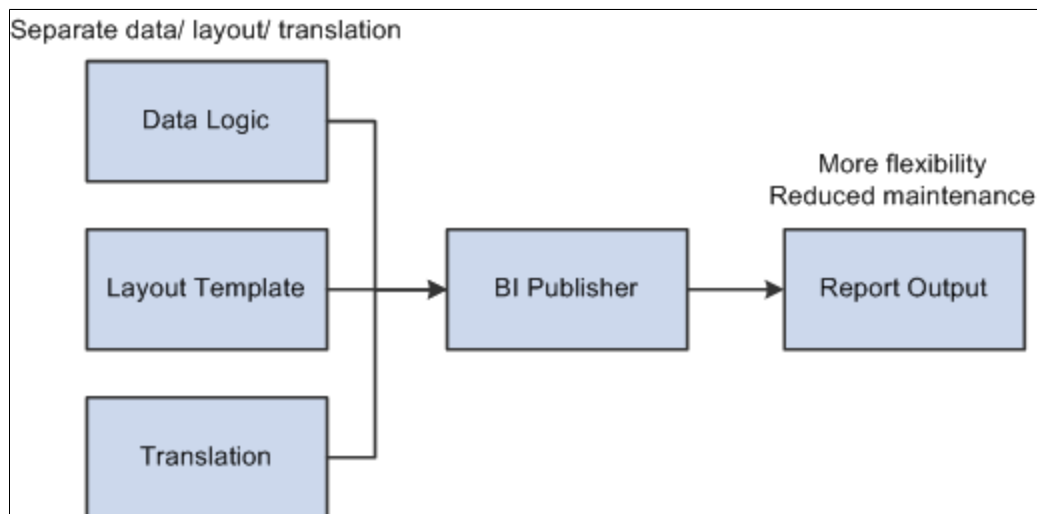 Separate data/ layout/ translation
Data Logic
More flexibility
Reduced maintenance
Layout Template
BI Publisher
Report Output
Translation